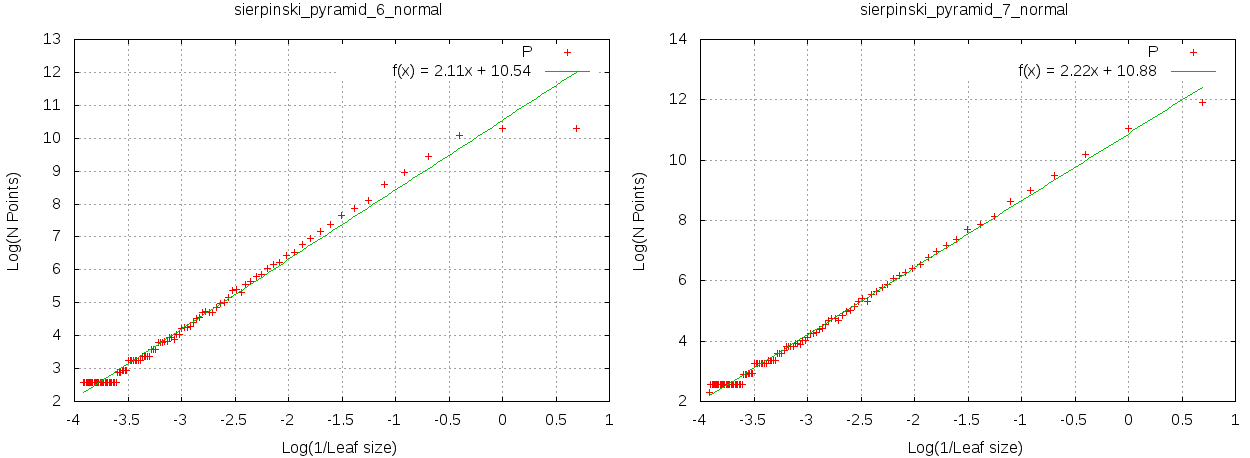 sierpinski_pyramid_6_normal
13
12
11
10
9
8
7
6
5
4
3
2
Log(N Points)
P
f(x) = 2.11x + 10.54
-4 -3.5 -3 -2.5 -2 -1.5 -1 -0.5 0 0.5 1
Log(1/Leaf size)
sierpinski_pyramid_7_normal
14
12
10
8
6
4
2
Log(N Points)
P
f(x) = 2.22x + 10.88
-4 -3.5 -3 -2.5 -2 -1.5 -1 -0.5 0 0.5 1
Log(1/Leaf size)